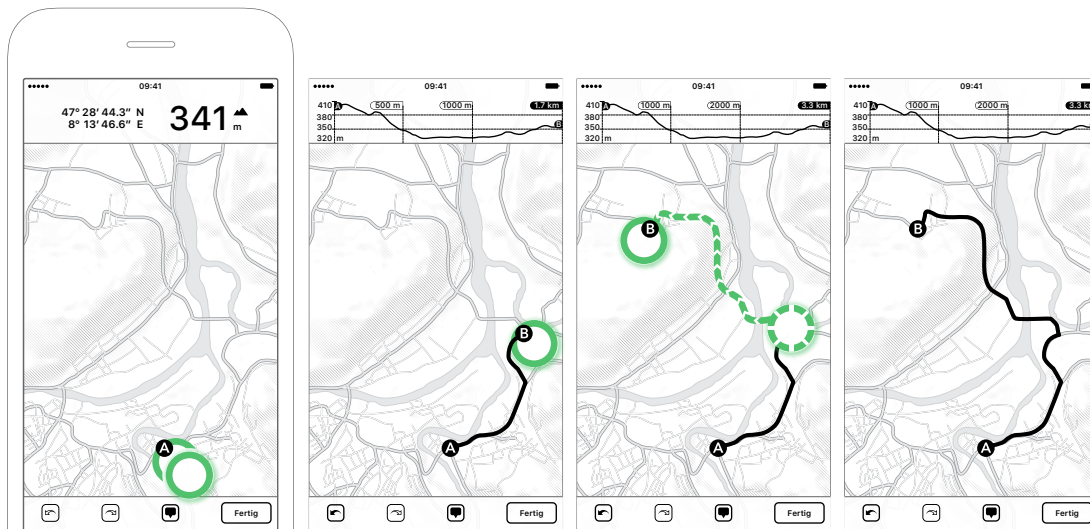 09:41
47° 28′ 44.3″ N
8° 13′ 46.6″ E
341 m
A
Fertig
09:41
410 A 500 m 1000 m 1.7 km
380
350 B
320 m
B
A
Fertig
09:41
410 A 1000 m 2000 m 3.3 km
380
350
320 m B
B
A
Fertig
09:41
410 A 1000 m 2000 m 3.3 km
380
350
320 m
B
A
Fertig